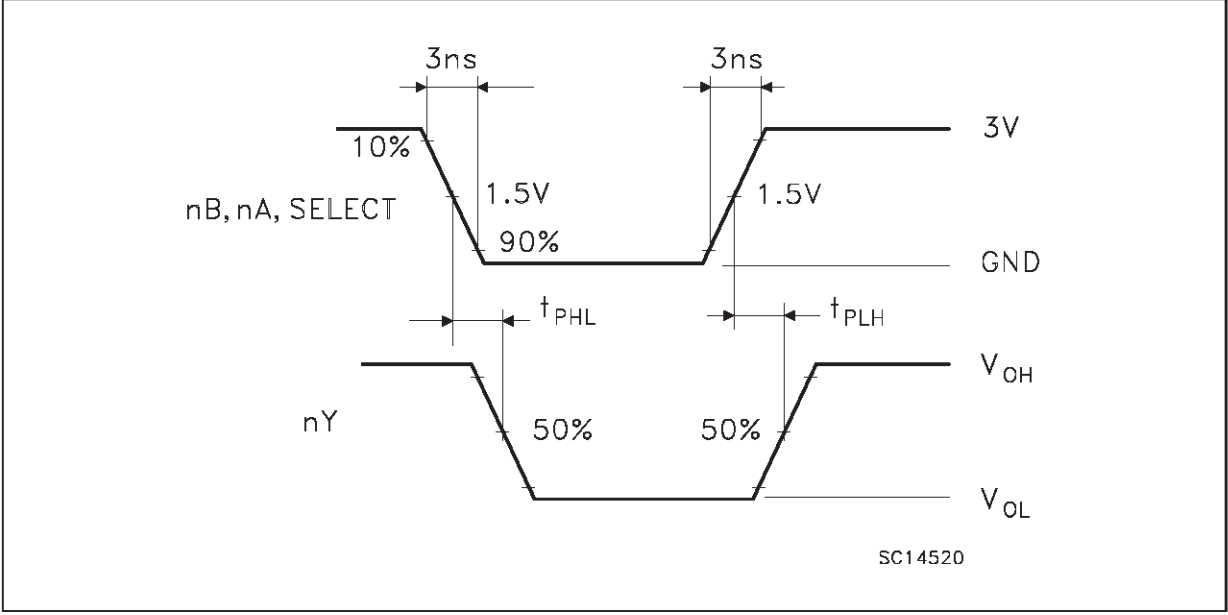 3ns 3ns
3V
10%
1.5V 1.5V
nB, nA, SELECT
90%
GND
tPHL tPLH
VOH
nY 50% 50%
VOL
SC14520